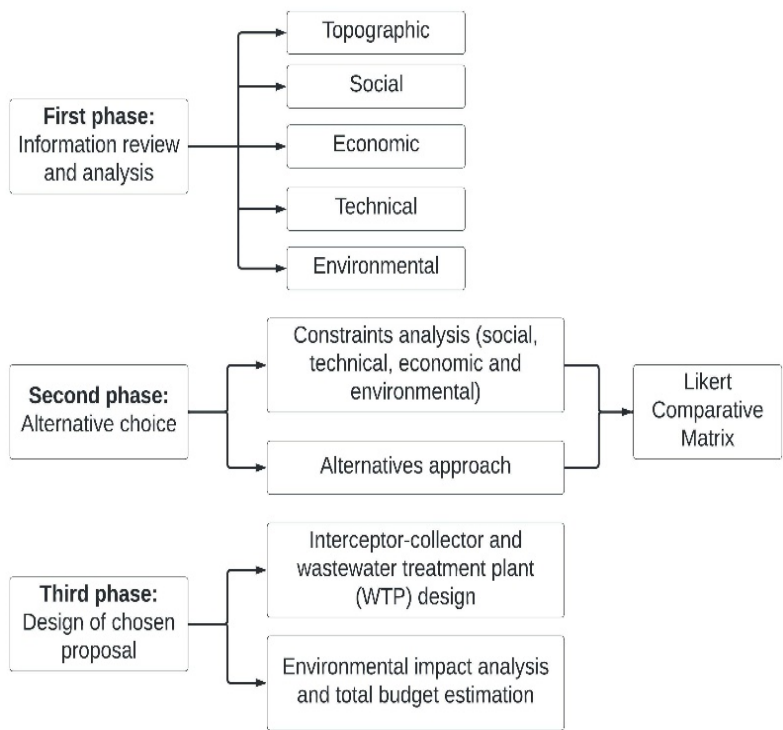 First phase:
Information review
and analysis
Topographic
Social
Economic
Technical
Environmental
Second phase:
Alternative choice
Constraints analysis (social,
technical, economic and
environmental)
Alternatives approach
Likert
Comparative
Matrix
Third phase:
Design of chosen
proposal
Interceptor-collector and
wastewater treatment plant
(WTP) design
Environmental impact analysis
and total budget estimation